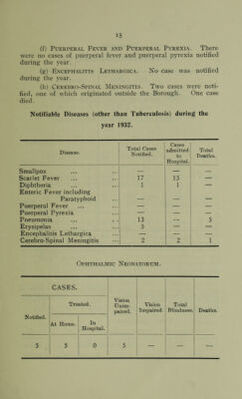 15
(f) Puerperal Fever and Puerperal Pyrexia. There
were no cases of puerperal fever and puerperal pyrexia notified
during the year.
(g) Encephalitis Lethargica. No case was notified
during the year.
(h) Cerebro-Spinal Meningitis. Two cases were noti-
fied, one of which originated outside the Borough. One case
died.
Notifiable Diseases (other than Tuberculosis) during the
year 1932.
Disease. Total Cases Notified. Cases admitted to Hospital. Total Deaths.
Smallpox ... — — —
Scarlet Fever ... 17 13 —
Diphtheria ... 1 1 —
Enteric Fever including
Paratyphoid — — —
Puerperal Fever ... — — —
Puerperal Pyrexia — — —
Pneumonia ... 13 — 5
Erysipelas ... 3 — —
Encephalitis Lethargica — — —
Cerebro-Spinal Meningitis ... 2 2 1
Ophthalmic Neonatorum.
CASES.
Notified. Treated. At Home. In Hospital. Vision Unim- paired. Vision Impaired. Total Blindness. Deaths.
5 5 0 5 — — —